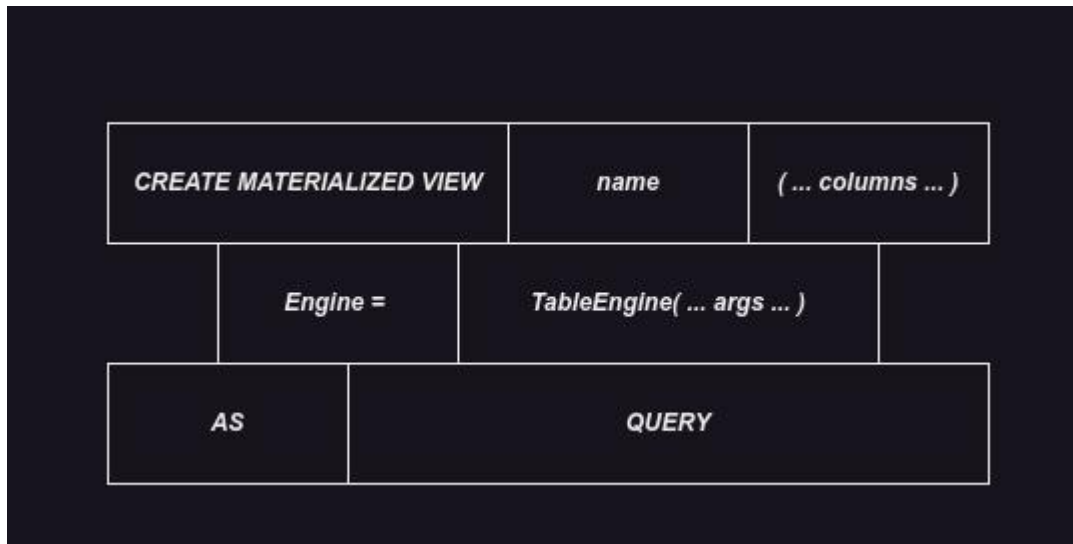 CREATE MATERIALIZED VIEW name ( ... columns ... )
Engine = TableEngine( ... args ... )
AS QUERY